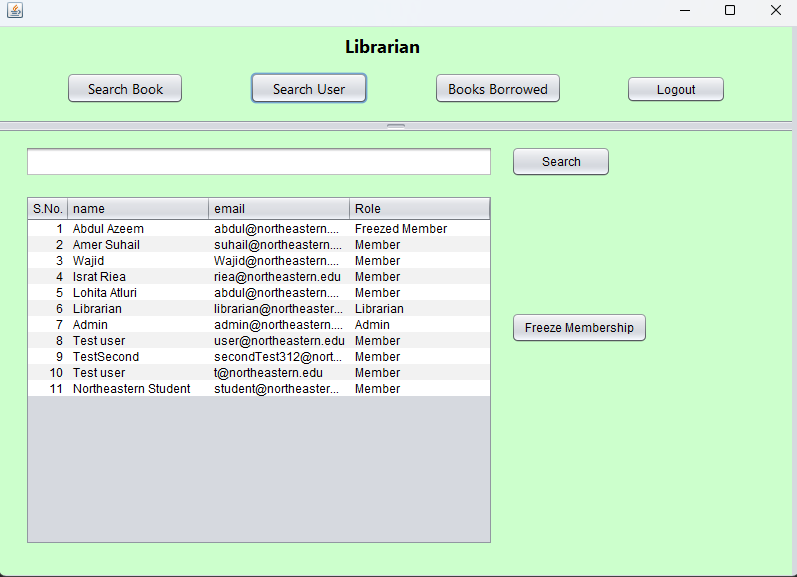 Librarian
Search Book Search User Books Borrowed Logout
Search
S.No. name email Role
1 Abdul Azeem abdul@northeastern.... Freezed Member
2 Amer Suhail suhail@northeastern.... Member
3 Wajid Wajid@northeastern.... Member
4 Israt Riea riea@northeastern.edu Member
5 Lohita Atluri abdul@northeastern.... Member
6 Librarian librarian@northeaster... Librarian
7 Admin admin@northeastern.... Admin
8 Test user user@northeastern.edu Member
9 TestSecond secondTest312@nort... Member
10 Test user t@northeastern.edu Member
11 Northeastern Student student@northeaster... Member
Freeze Membership